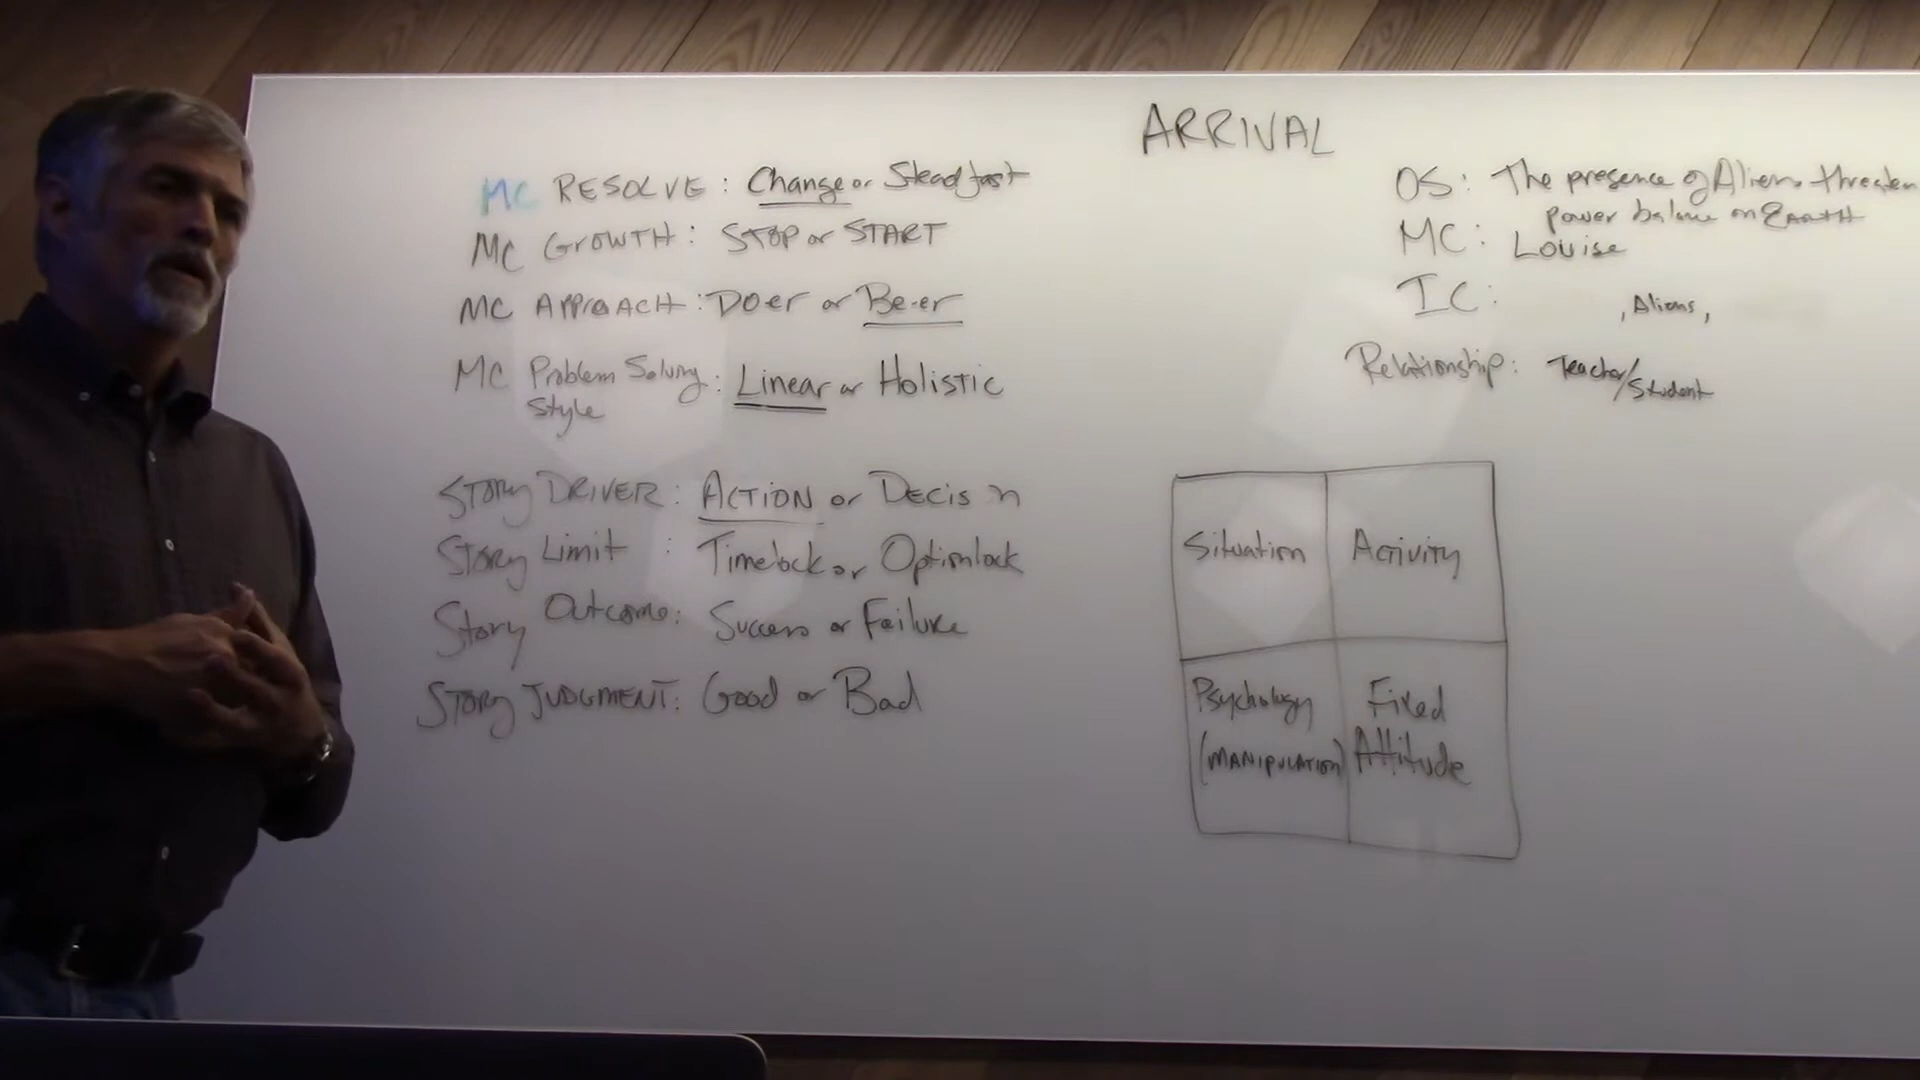 ARRIVAL
MC RESOLVE: Change or Steadfast
MC GROWTH: STOP or START
MC APPROACH: DOer or Be-er
MC Problem Solving: Linear or Holistic
Style
STORY DRIVER: ACTION or DECIS n
STORY Limit: Timelock or Optionlock
Story Outcome: Success or Failure
STORY JUDGMENT: Good or Bad
OS: The presence of Aliens threaten
power balance on EARTH
MC: Louise
IC: , Aliens,
Relationship: Teacher/
Student
Situation Activity
Psychology Fixed
(MANIPULATION) Attitude